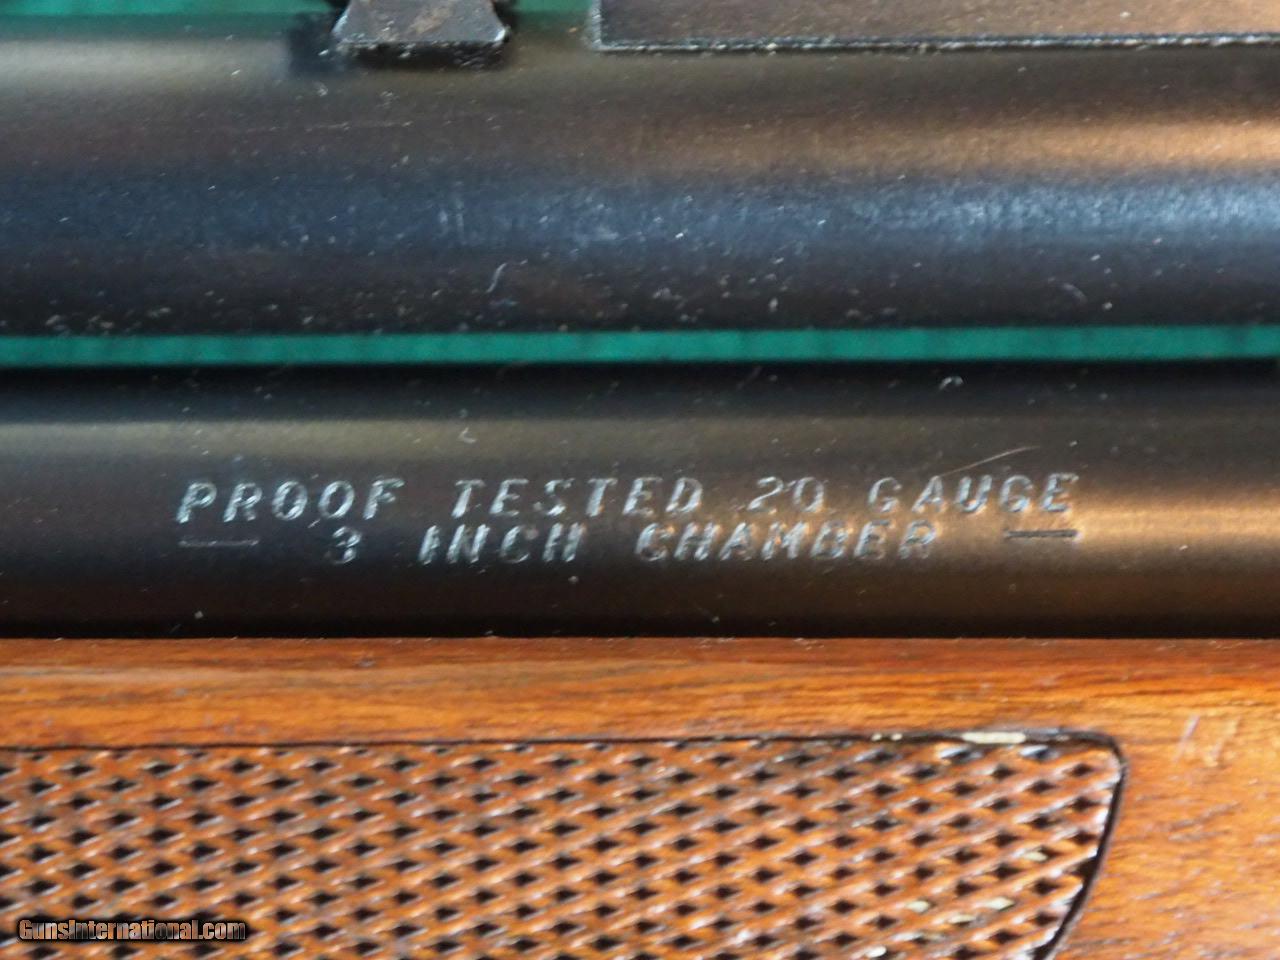 PROOF TESTED 20 GAUGE
— 3 INCH CHAMBER —
GunsInternational.com